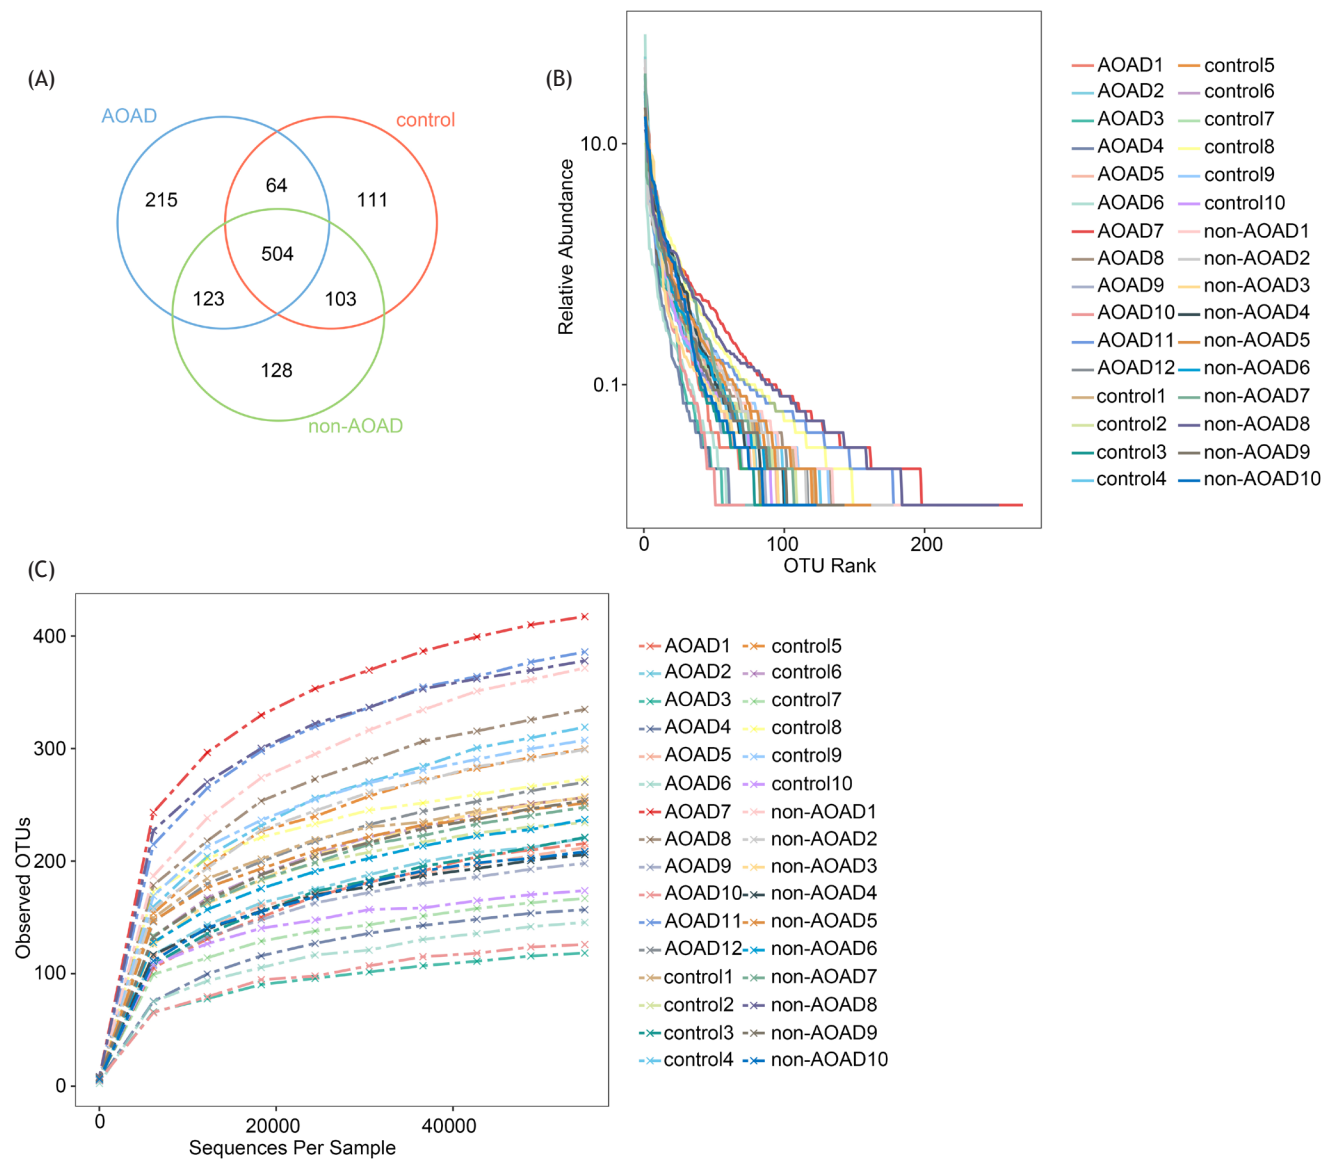 (A)
AOAD
control
215
64
111
504
123
103
128
non-AOAD
(B)
10.0
0.1
Relative Abundance
0
100
200
OTU Rank
AOAD1 control5
AOAD2 control6
AOAD3 control7
AOAD4 control8
AOAD5 control9
AOAD6 control10
AOAD7 non-AOAD1
AOAD8 non-AOAD2
AOAD9 non-AOAD3
AOAD10 non-AOAD4
AOAD11 non-AOAD5
AOAD12 non-AOAD6
control1 non-AOAD7
control2 non-AOAD8
control3 non-AOAD9
control4 non-AOAD10
(C)
400
300
200
100
0
Observed OTUs
0
20000
40000
Sequences Per Sample
AOAD1 control5
AOAD2 control6
AOAD3 control7
AOAD4 control8
AOAD5 control9
AOAD6 control10
AOAD7 non-AOAD1
AOAD8 non-AOAD2
AOAD9 non-AOAD3
AOAD10 non-AOAD4
AOAD11 non-AOAD5
AOAD12 non-AOAD6
control1 non-AOAD7
control2 non-AOAD8
control3 non-AOAD9
control4 non-AOAD10